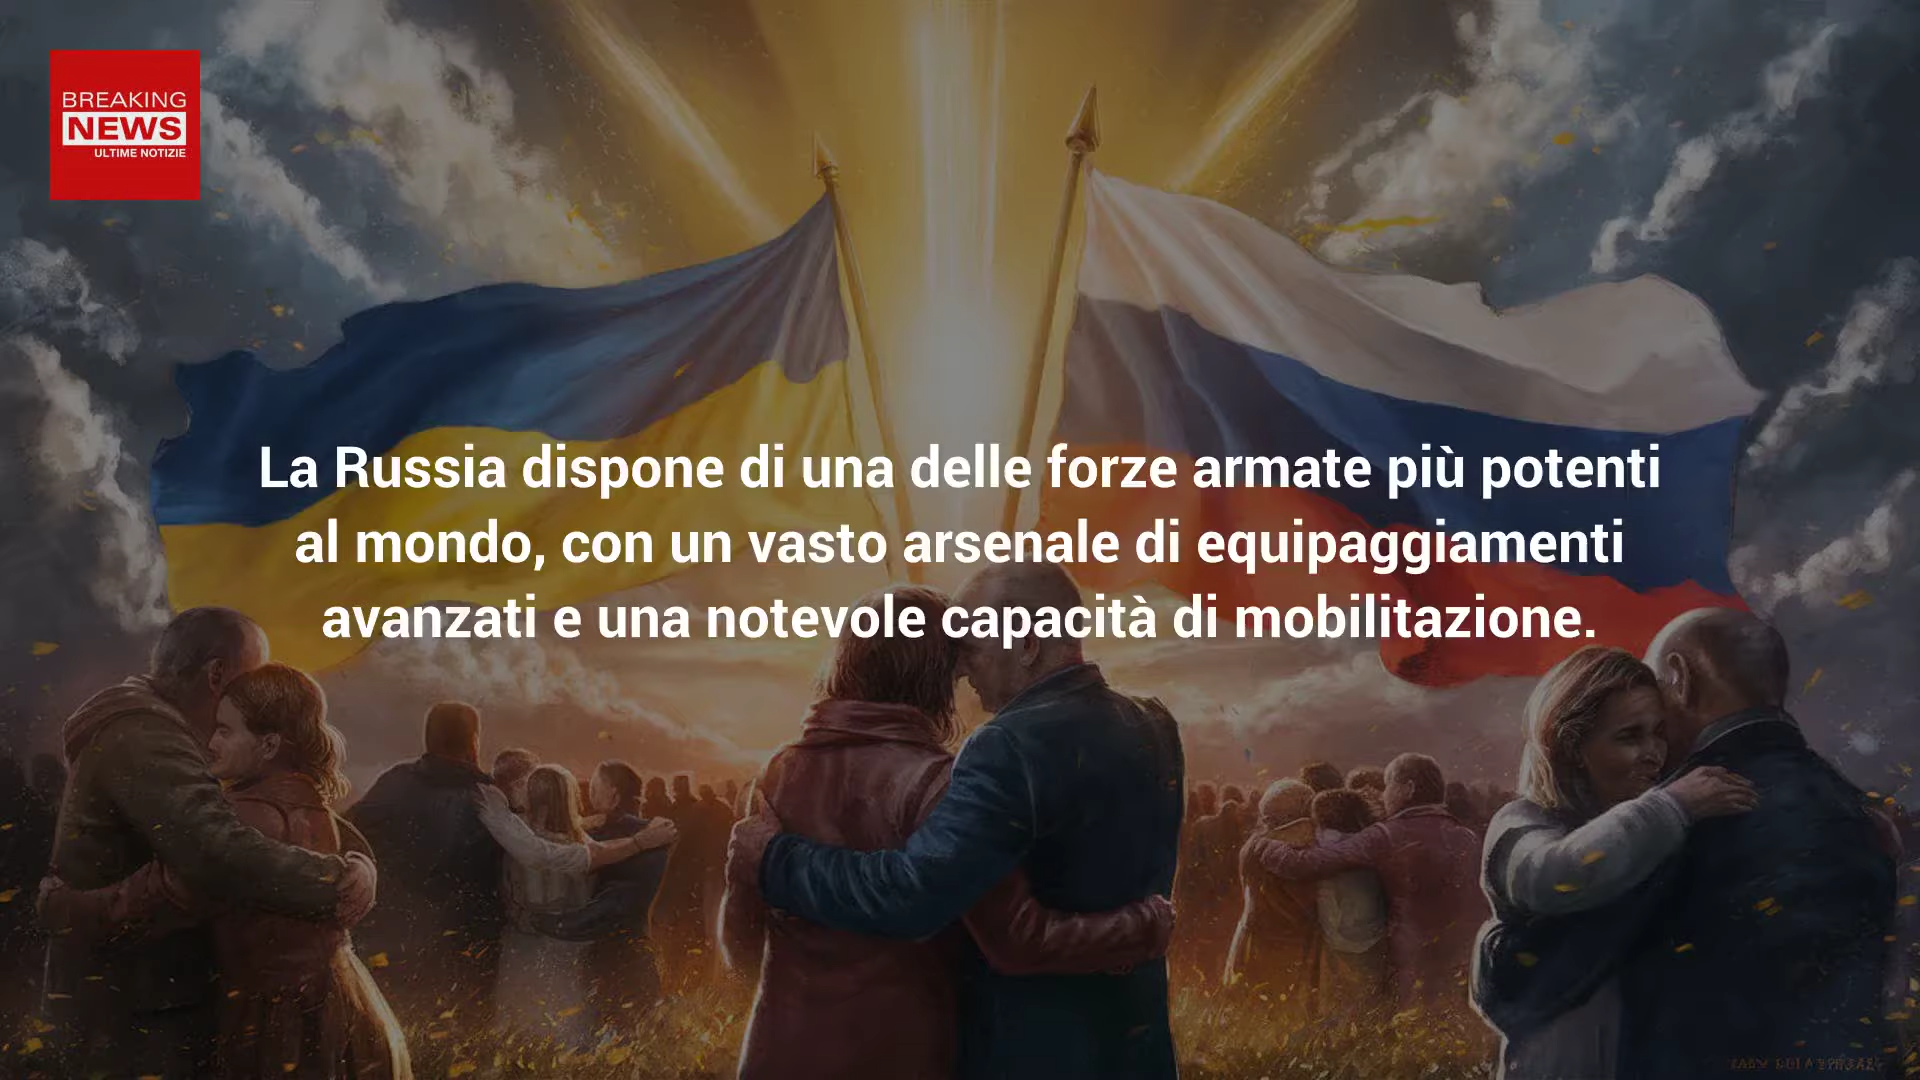 BREAKING
NEWS
ULTIME NOTIZIE
La Russia dispone di una delle forze armate più potenti
al mondo, con un vasto arsenale di equipaggiamenti
avanzati e una notevole capacità di mobilitazione.